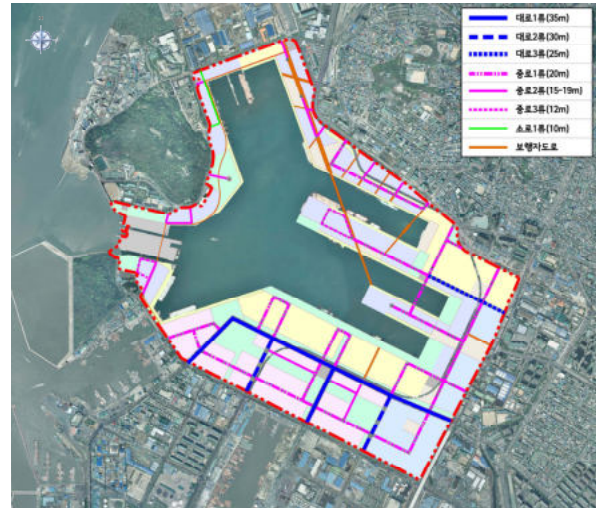 대로1류(35m)
대로2류(30m)
대로3류(25m)
중로1류(20m)
중로2류(15-19m)
중로3류(12m)
소로1류(10m)
보행자도로